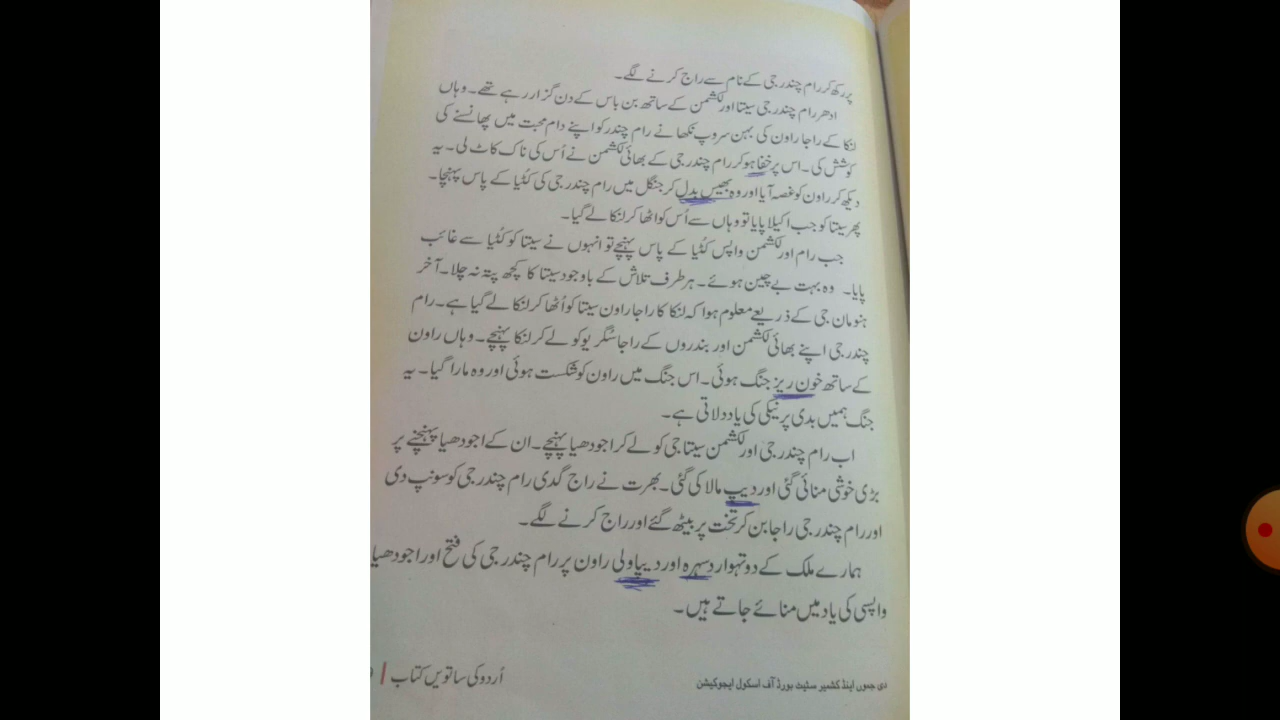 پر رکھ کر رام چندر جی کے نام سے راج کرنے لگے۔
ادھر رام چندر جی سیتا اور لکشمن کے ساتھ بن باس کے دن گزار رہے تھے۔ وہاں
لنکا کے راجا راون کی بہن سروپ نکھا نے رام چندر کو اپنے دام محبت میں پھانسنے کی
کوشش کی۔ اس پر خفا ہو کر رام چندر جی کے بھائی لکشمن نے اُس کی ناک کاٹ لی۔ یہ
دیکھ کر راون کو غصہ آیا اور وہ بھیس بدل کر جنگل میں رام چندر جی کی کُٹیا کے پاس پہنچا۔
پھر سیتا کو جب اکیلا پایا تو وہاں سے اُس کو اٹھا کر لنکا لے گیا۔
جب رام اور لکشمن واپس کُٹیا کے پاس پہنچے تو انہوں نے سیتا کو کُٹیا سے غائب
پایا۔ وہ بہت بے چین ہوئے۔ ہر طرف تلاش کے باوجود سیتا کا کچھ پتہ نہ چلا۔ آخر
ہنومان جی کے ذریعے معلوم ہوا کہ لنکا کا راجا راون سیتا کو اُٹھا کر لنکا لے گیا ہے۔ رام
چندر جی اپنے بھائی لکشمن اور بندروں کے راجا سُگریو کو لے کر لنکا پہنچے۔ وہاں راون
کے ساتھ خون ریز جنگ ہوئی۔ اس جنگ میں راون کو شکست ہوئی اور وہ مارا گیا۔ یہ
جنگ ہمیں بدی پر نیکی کی یاد دلاتی ہے۔
اب رام چندر جی اور لکشمن سیتا جی کو لے کر اجودھیا پہنچے۔ ان کے اجودھیا پہنچنے پر
بڑی خوشی منائی گئی اور دیپ مالا کی گئی۔ بھرت نے راج گدی رام چندر جی کو سونپ دی
اور رام چندر جی راجا بن کر تخت پر بیٹھ گئے اور راج کرنے لگے۔
ہمارے ملک کے دو تہوار دسہرہ اور دیپاولی راون پر رام چندر جی کی فتح اور اجودھیا
واپسی کی یاد میں منائے جاتے ہیں۔
دی جموں اینڈ کشمیر سٹیٹ بورڈ آف اسکول ایجوکیشن
اُردو کی ساتویں کتاب |